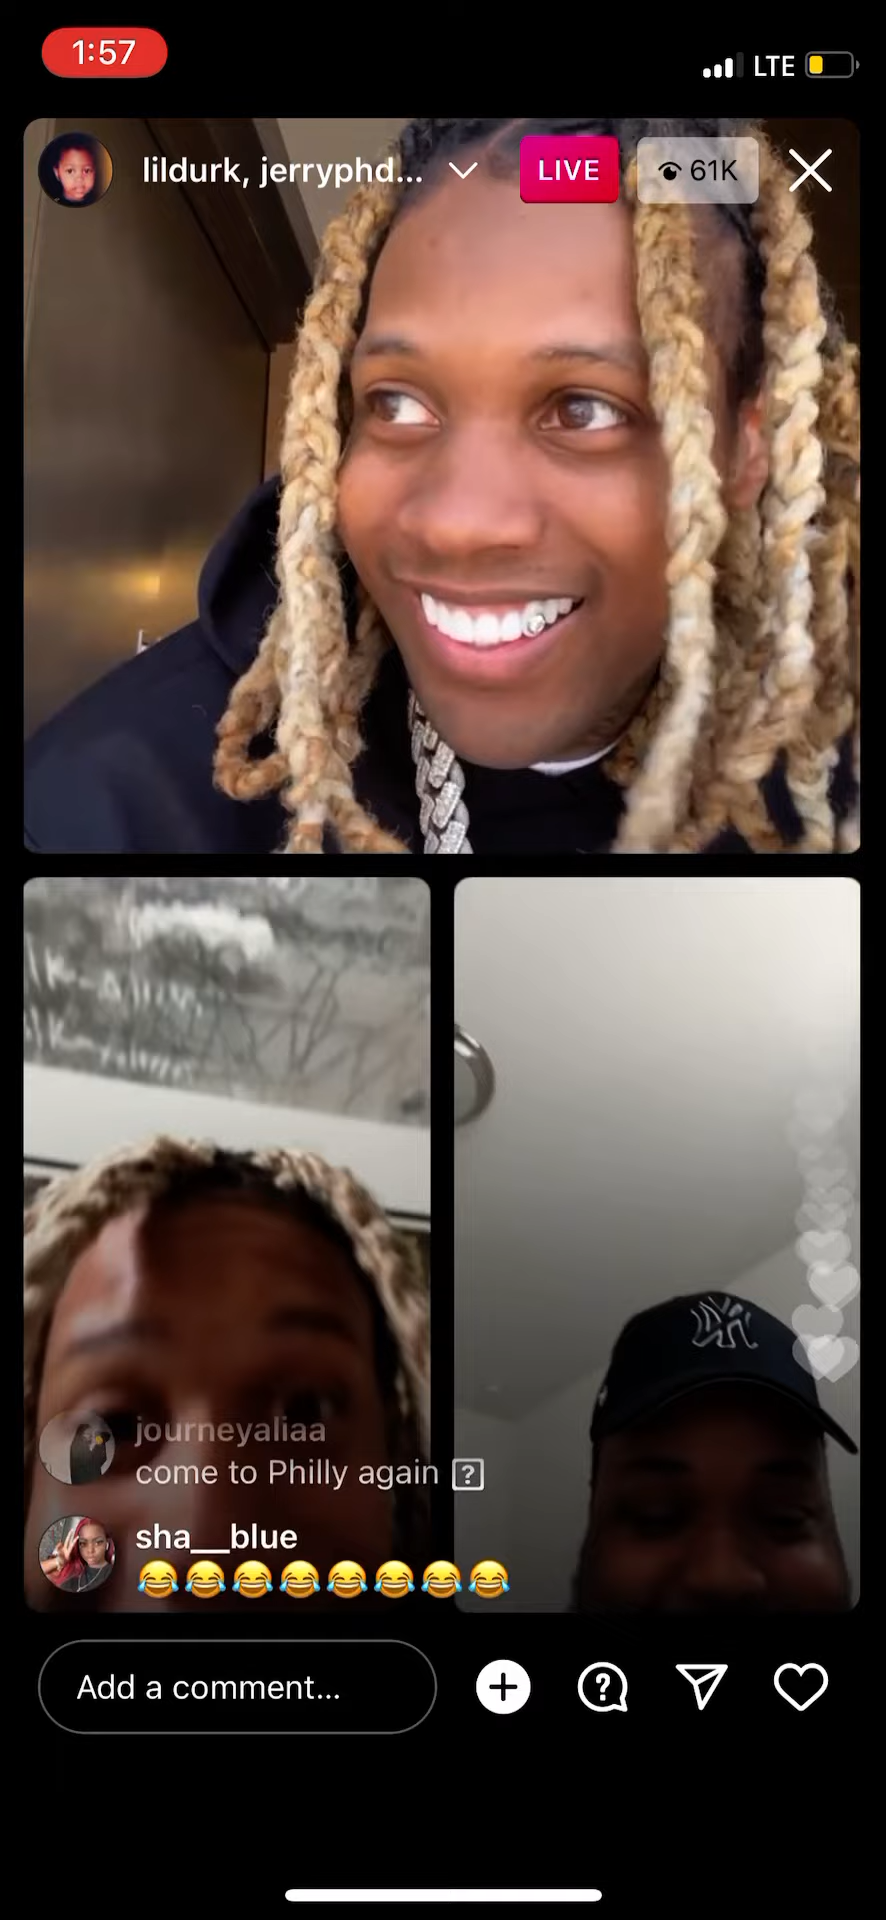 1:57
LTE
lildurk, jerryphd...
LIVE
61K
journeyaliaa
come to Philly again
sha__blue
😂😂😂😂😂😂😂😂
Add a comment...